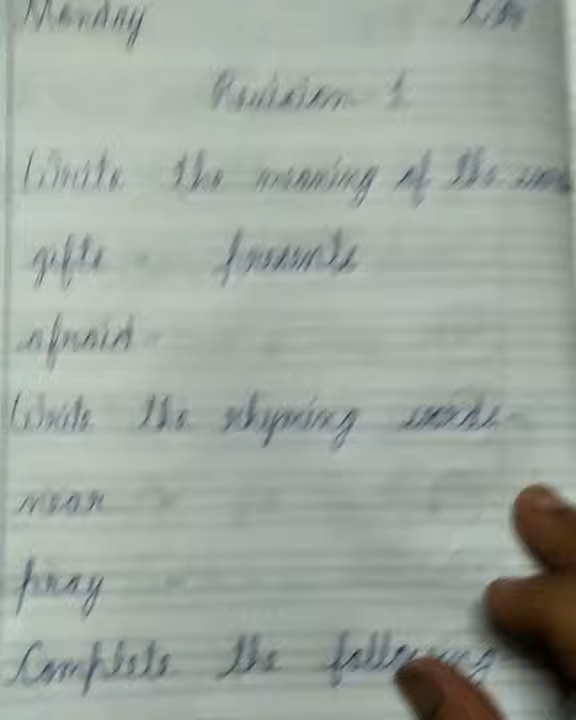 Monday
Revision 1
Write the meaning of the
gifts - presents
afraid -
Write the rhyming words -
near -
pray -
Complete the following